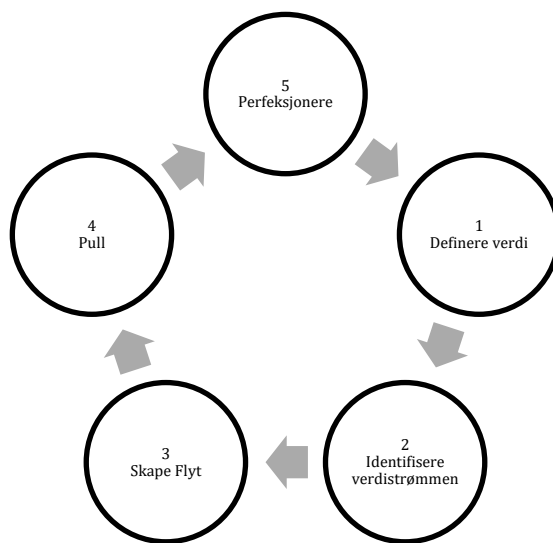 5
Perfeksjonere
1
Definere verdi
2
Identifisere
verdistrømmen
3
Skape Flyt
4
Pull